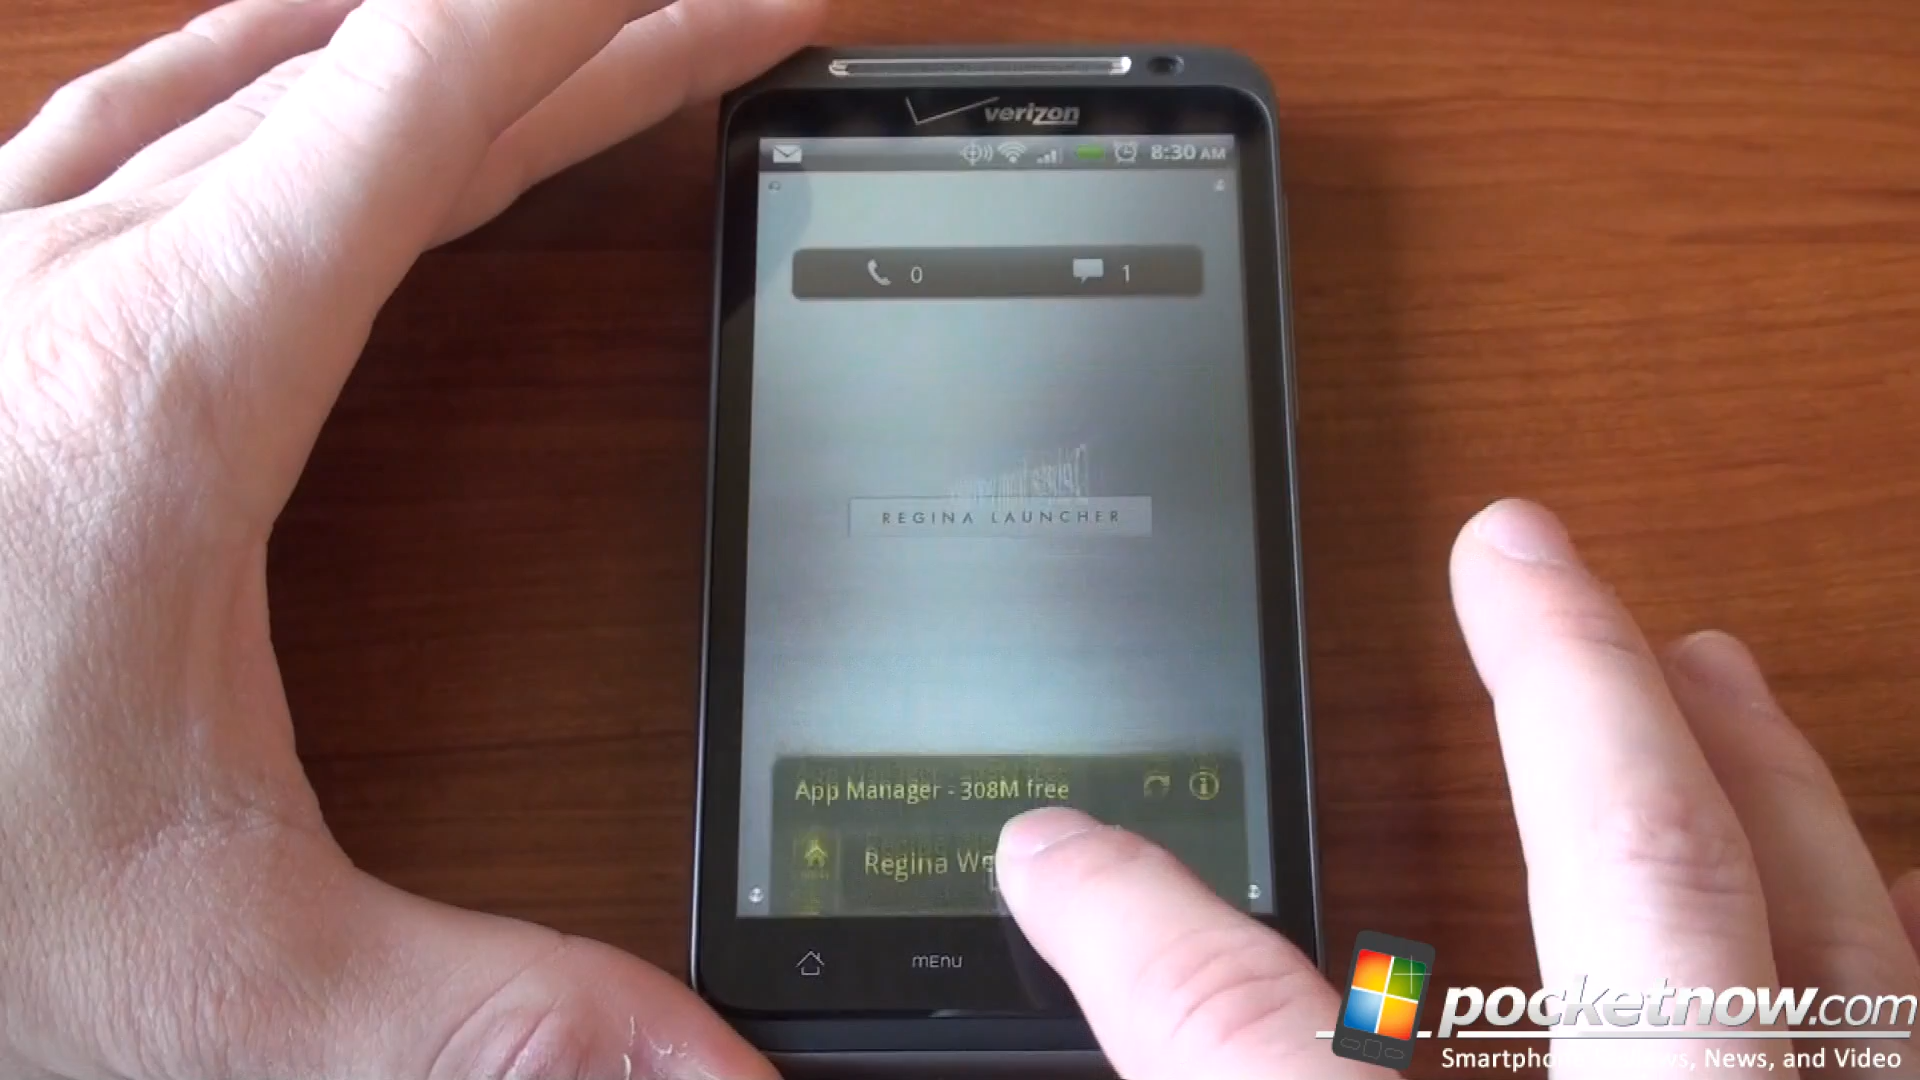 verizon
8:30 AM
0 1
REGINA LAUNCHER
App Manager - 308M free
Regina We
MENU
pocketnow.com
News, and Video